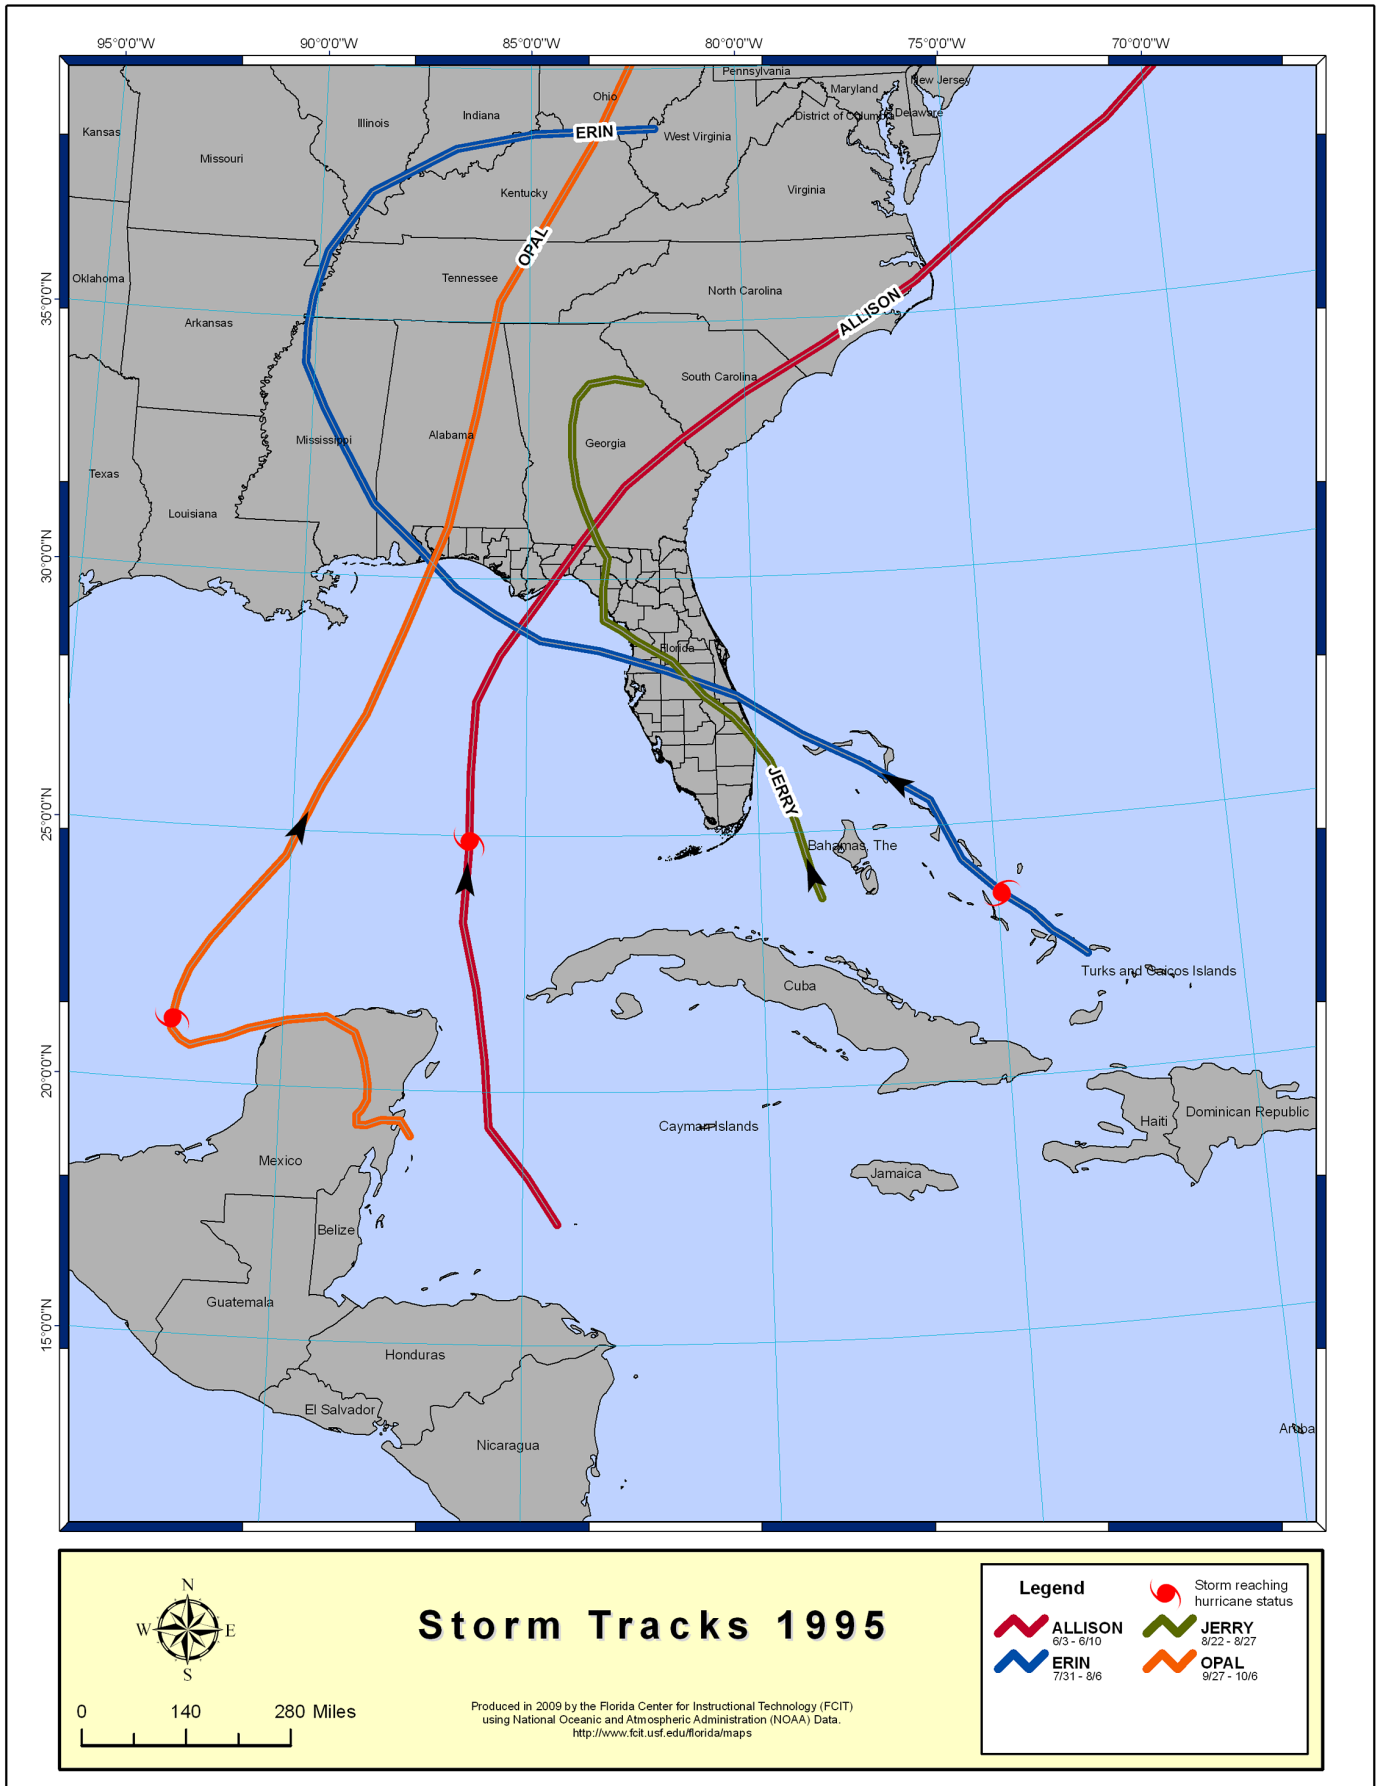 95°0'0"W 90°0'0"W 85°0'0"W 80°0'0"W 75°0'0"W 70°0'0"W
Pennsylvania
New Jersey
Maryland
Ohio
Delaware
District of Columbia
Indiana
Illinois
Kansas
ERIN
West Virginia
Missouri
Virginia
Kentucky
OPAL
Tennessee
Oklahoma
North Carolina
35°0'0"N
ALLISON
Arkansas
South Carolina
Alabama
Mississippi
Georgia
Texas
Louisiana
30°0'0"N
Florida
JERRY
25°0'0"N
Bahamas, The
Turks and Caicos Islands
Cuba
20°0'0"N
Dominican Republic
Haiti
Cayman Islands
Mexico
Jamaica
Belize
Guatemala
15°0'0"N
Honduras
El Salvador
Aruba
Nicaragua
N
W E
S
0 140 280 Miles
Storm Tracks 1995
Produced in 2009 by the Florida Center for Instructional Technology (FCIT)
using National Oceanic and Atmospheric Administration (NOAA) Data.
http://www.fcit.usf.edu/florida/maps
Legend
Storm reaching
hurricane status
ALLISON
6/3 - 6/10
JERRY
8/22 - 8/27
ERIN
7/31 - 8/6
OPAL
9/27 - 10/6